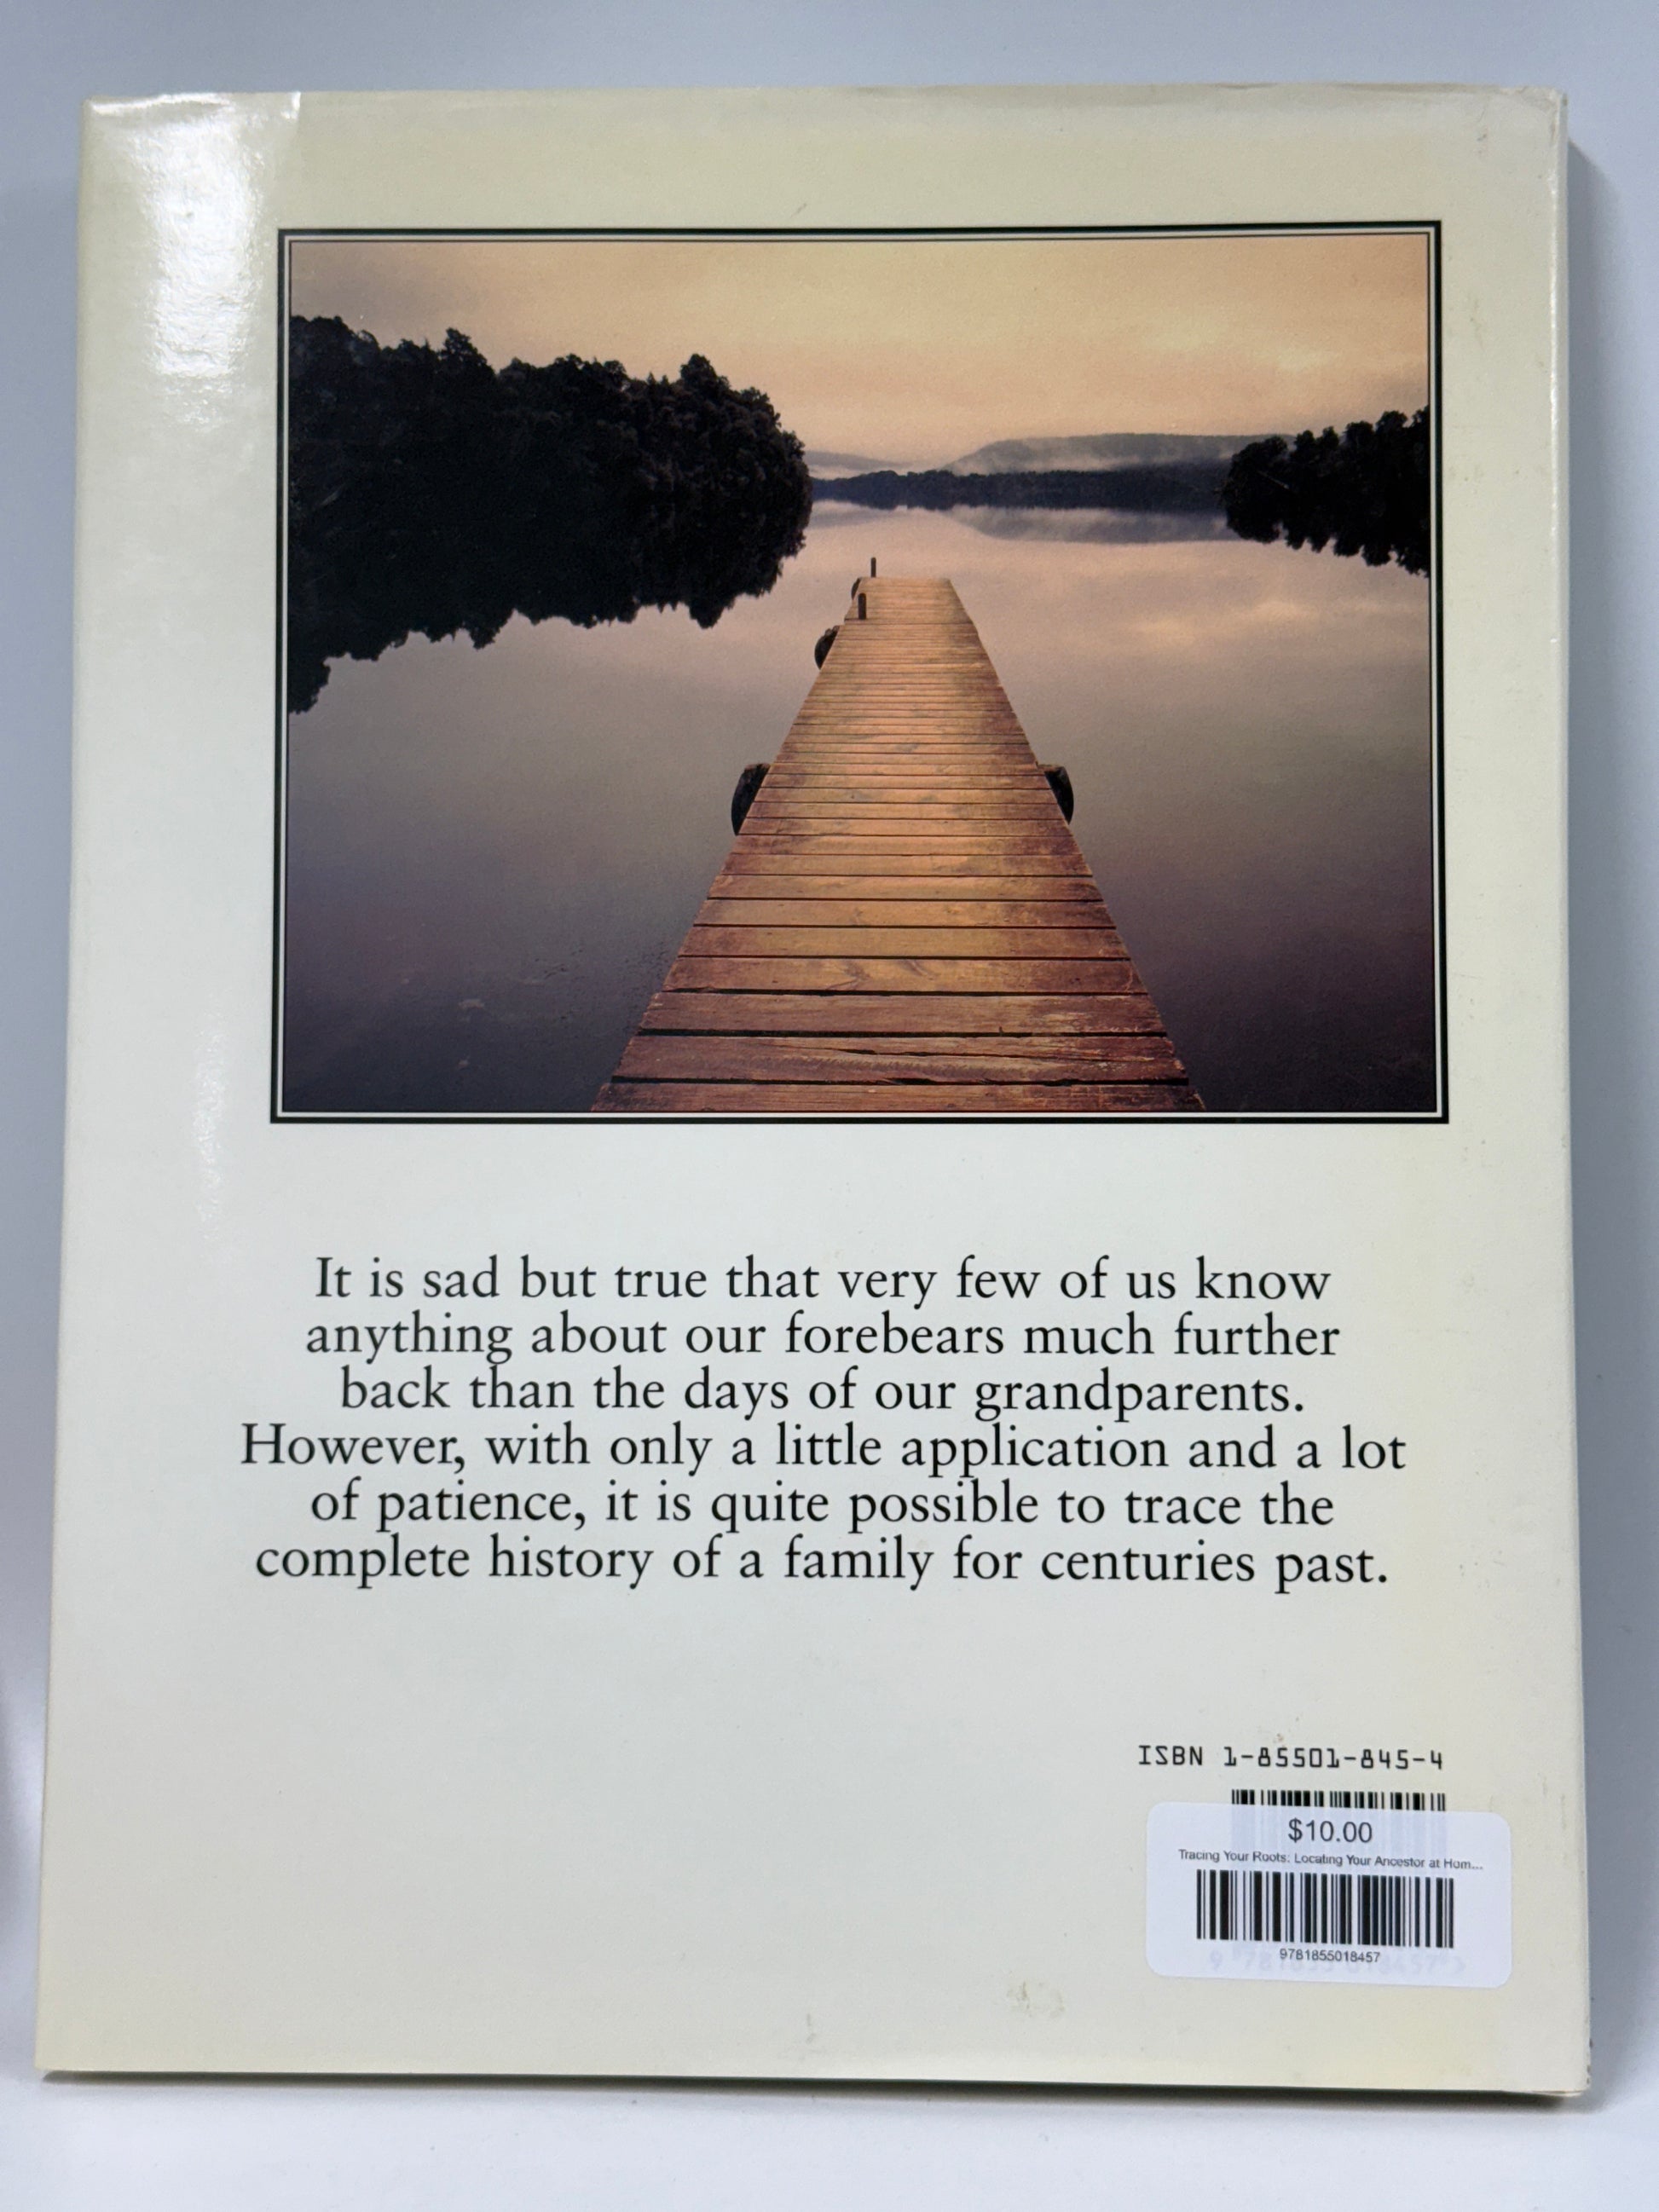 It is sad but true that very few of us know
anything about our forebears much further
back than the days of our grandparents.
However, with only a little application and a lot
of patience, it is quite possible to trace the
complete history of a family for centuries past.
ISBN 1-85501-845-4
$10.00
Tracing Your Roots: Locating Your Ancestor at Hom...
9781855018457